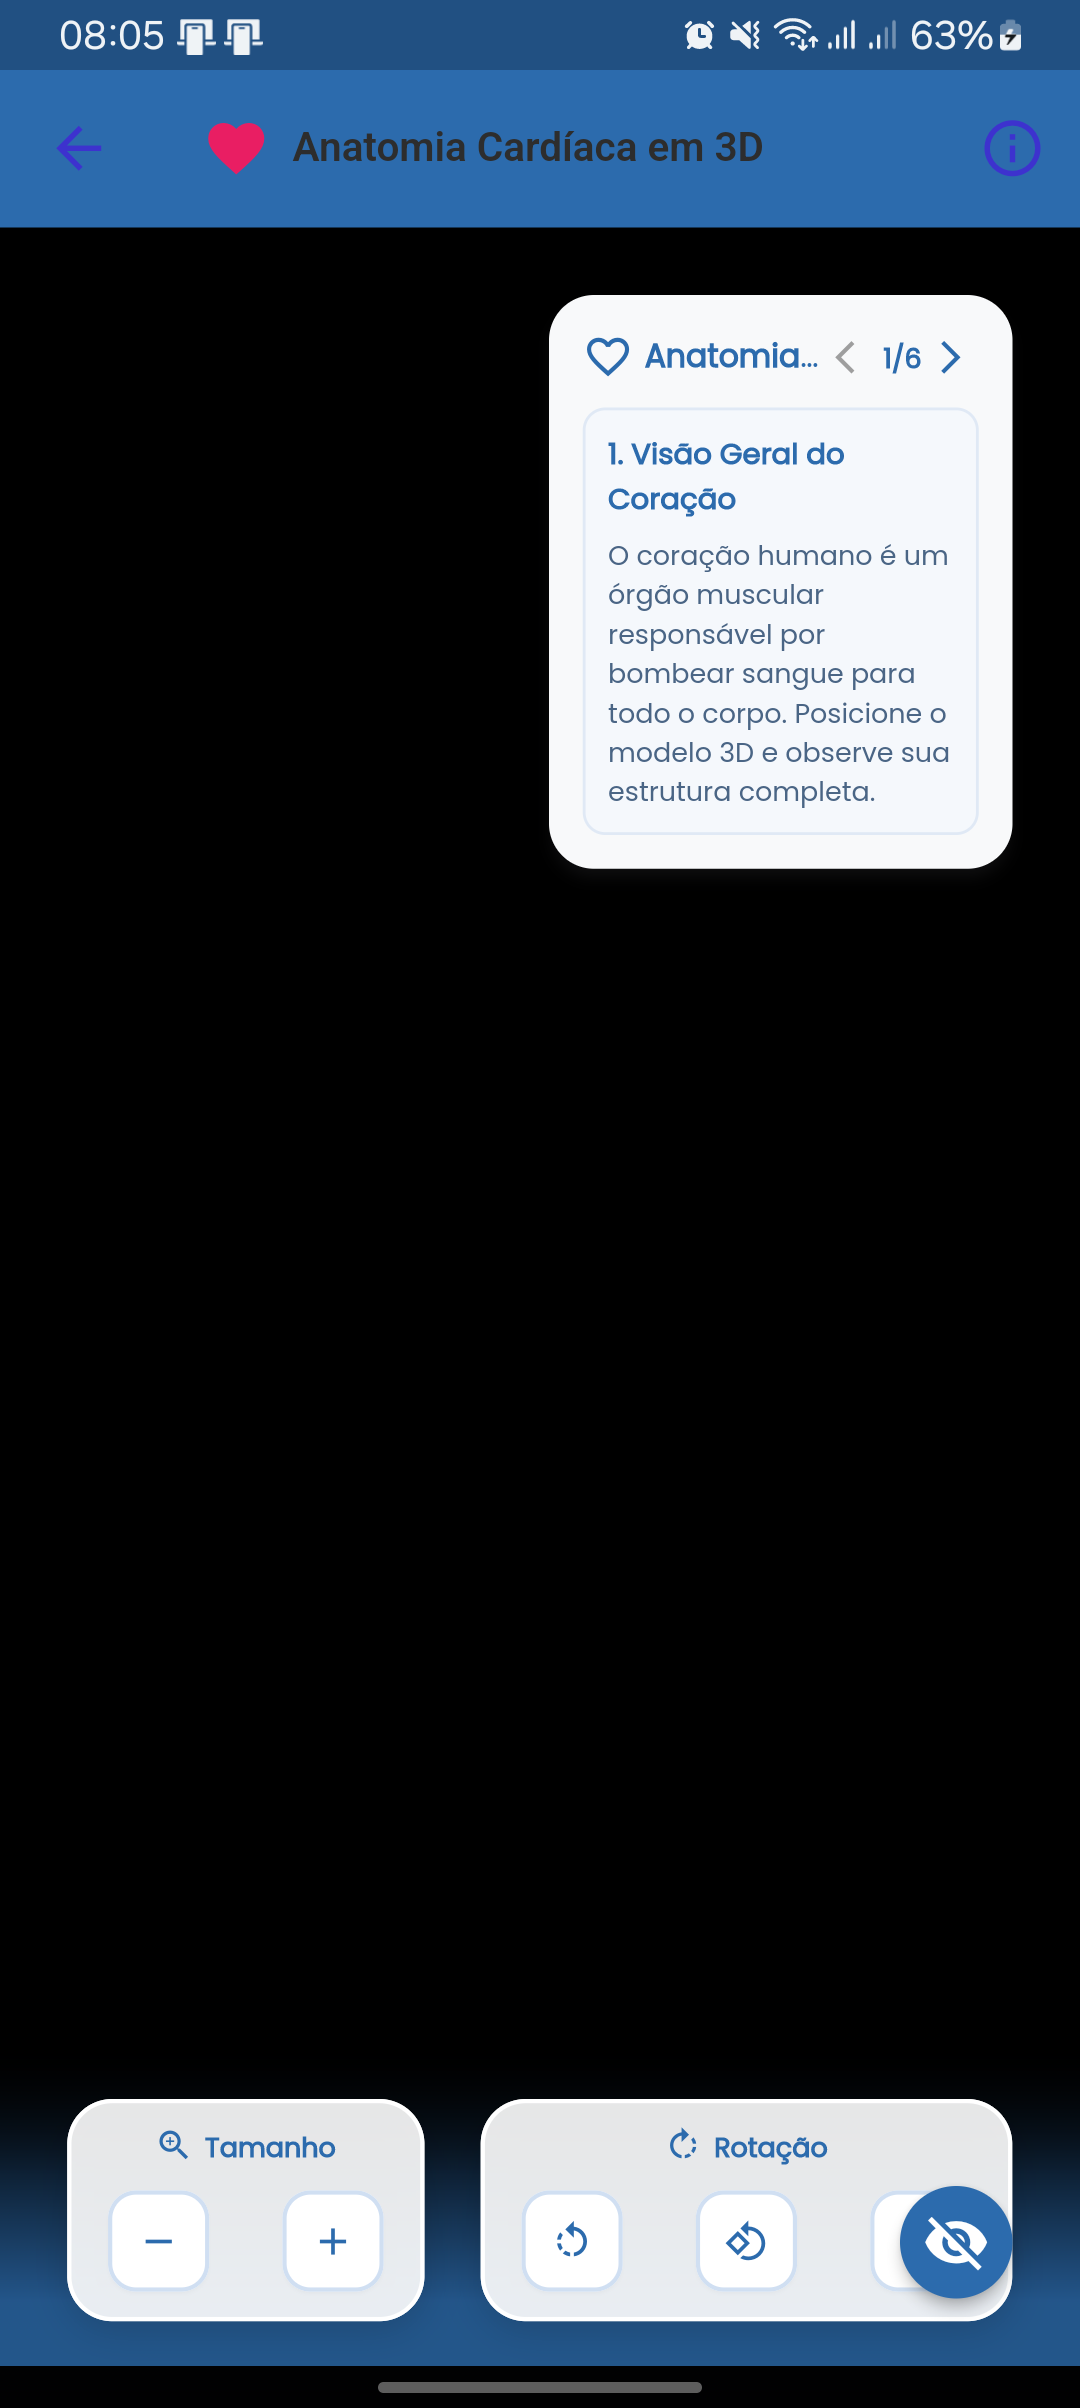 08:05
63%
Anatomia Cardíaca em 3D
Anatomia...
1/6
1. Visão Geral do
Coração
O coração humano é um
órgão muscular
responsável por
bombear sangue para
todo o corpo. Posicione o
modelo 3D e observe sua
estrutura completa.
Tamanho
Rotação